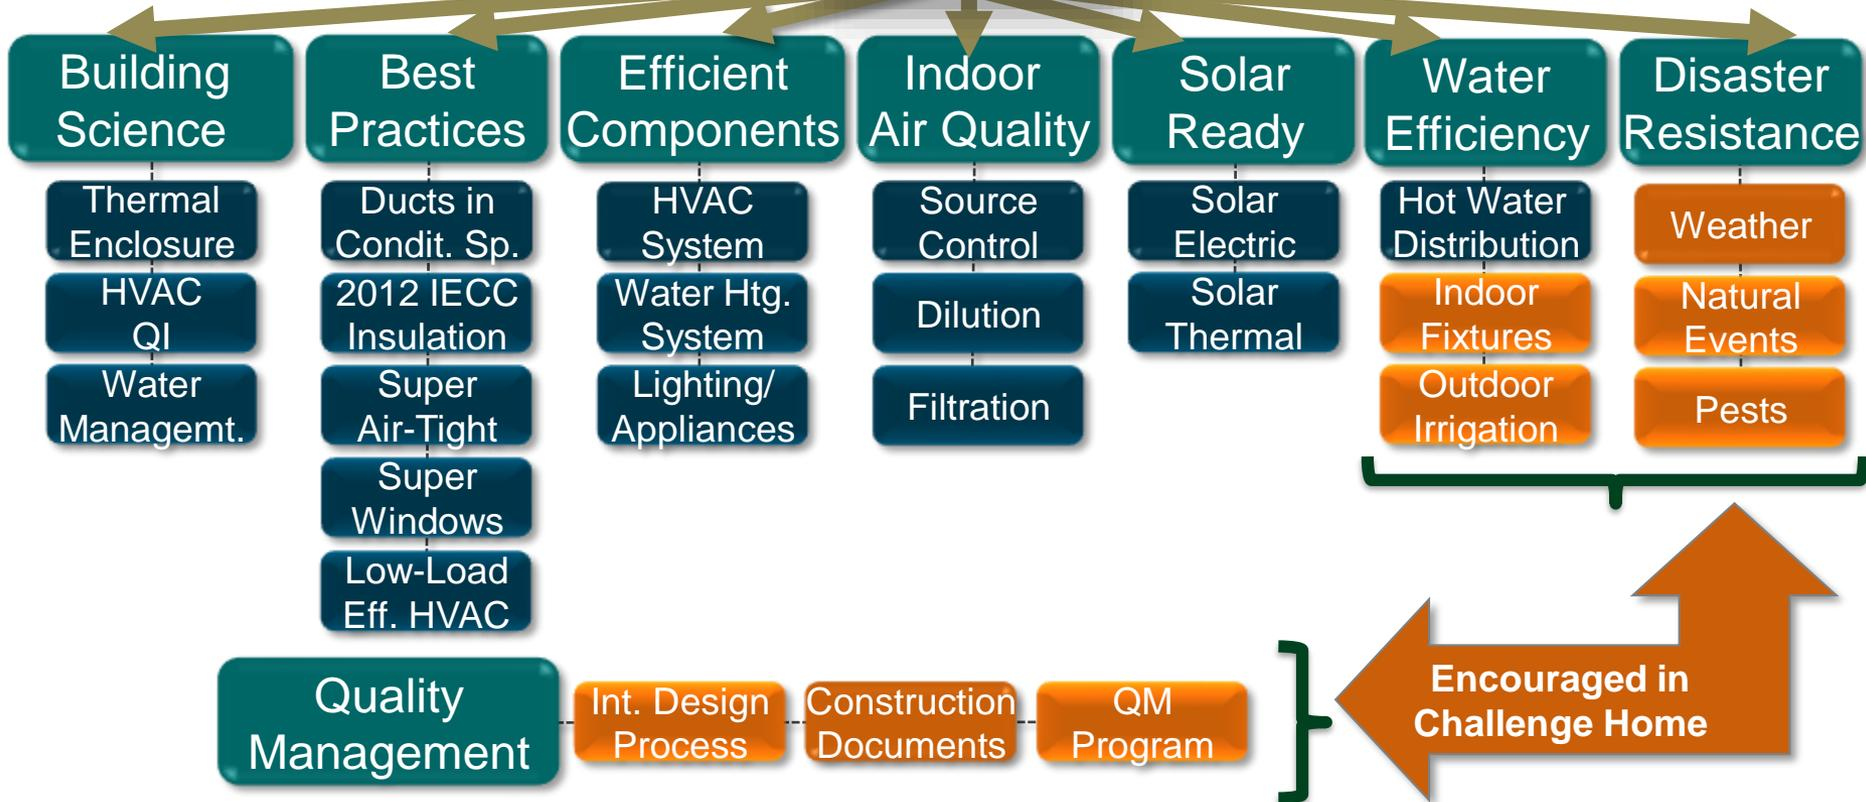 Building
Science
Best
Practices
Efficient
Components
Indoor
Air Quality
Solar
Ready
Water
Efficiency
Disaster
Resistance
Thermal
Enclosure
HVAC
QI
Water
Managemt.
Ducts in
Condit. Sp.
2012 IECC
Insulation
Super
Air-Tight
Super
Windows
Low-Load
Eff. HVAC
HVAC
System
Water Htg.
System
Lighting/
Appliances
Source
Control
Dilution
Filtration
Solar
Electric
Solar
Thermal
Hot Water
Distribution
Indoor
Fixtures
Outdoor
Irrigation
Weather
Natural
Events
Pests
Quality
Management
Int. Design
Process
Construction
Documents
QM
Program
Encouraged in
Challenge Home